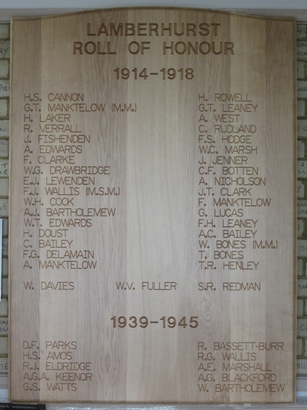 LAMBERHURST
ROLL OF HONOUR
1914-1918
H.S. CANNON
G.T. MANKTELOW (M.M.)
H. LAKER
R. VERRALL
J. FISHENDEN
A. EDWARDS
F. CLARKE
W.G. DRAWBRIDGE
E.J. LEWENDEN
F.J. WALLIS (M.S.M.)
W.H. COOK
A.J. BARTHOLEMEW
W.T. EDWARDS
H. DOUST
C. BAILEY
F.G. DELAMAIN
A. MANKTELOW
H. ROWELL
G.T. LEANEY
A. WEST
C. RUDLAND
F.S. HODGE
W.C. MARSH
J. JENNER
C.F. BOTTEN
A. NICHOLSON
J.T. CLARK
F. MANKTELOW
G. LUCAS
F.H. LEANEY
A.C. BAILEY
W. BONES (M.M.)
T. BONES
T.R. HENLEY
W. DAVIES W.V. FULLER S.R. REDMAN
1939-1945
D.F. PARKS
H.S. AMOS
R.J. ELDRIDGE
A.G.A. KEENOR
G.S. WATTS
R. BASSETT-BURR
R.G. WALLIS
A.E. MARSHALL
A.G. BLACKFORD
W. BARTHOLEMEW